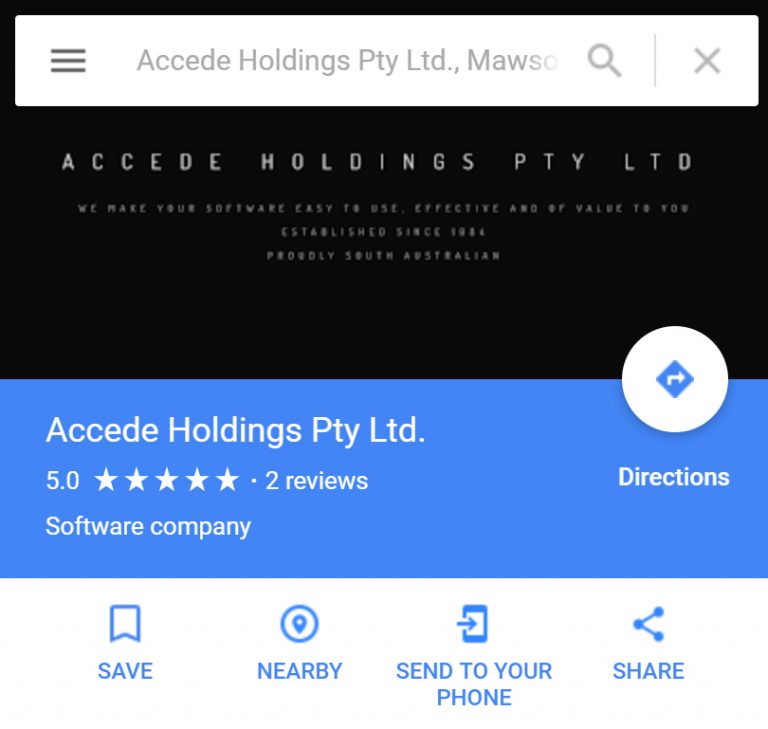 Accede Holdings Pty Ltd., Mawso
ACCEDE HOLDINGS PTY LTD
WE MAKE YOUR SOFTWARE EASY TO USE, EFFECTIVE AND OF VALUE TO YOU
ESTABLISHED SINCE 1984
PROUDLY SOUTH AUSTRALIAN
Accede Holdings Pty Ltd.
5.0 ★★★★★ · 2 reviews
Directions
Software company
SAVE
NEARBY
SEND TO YOUR
PHONE
SHARE